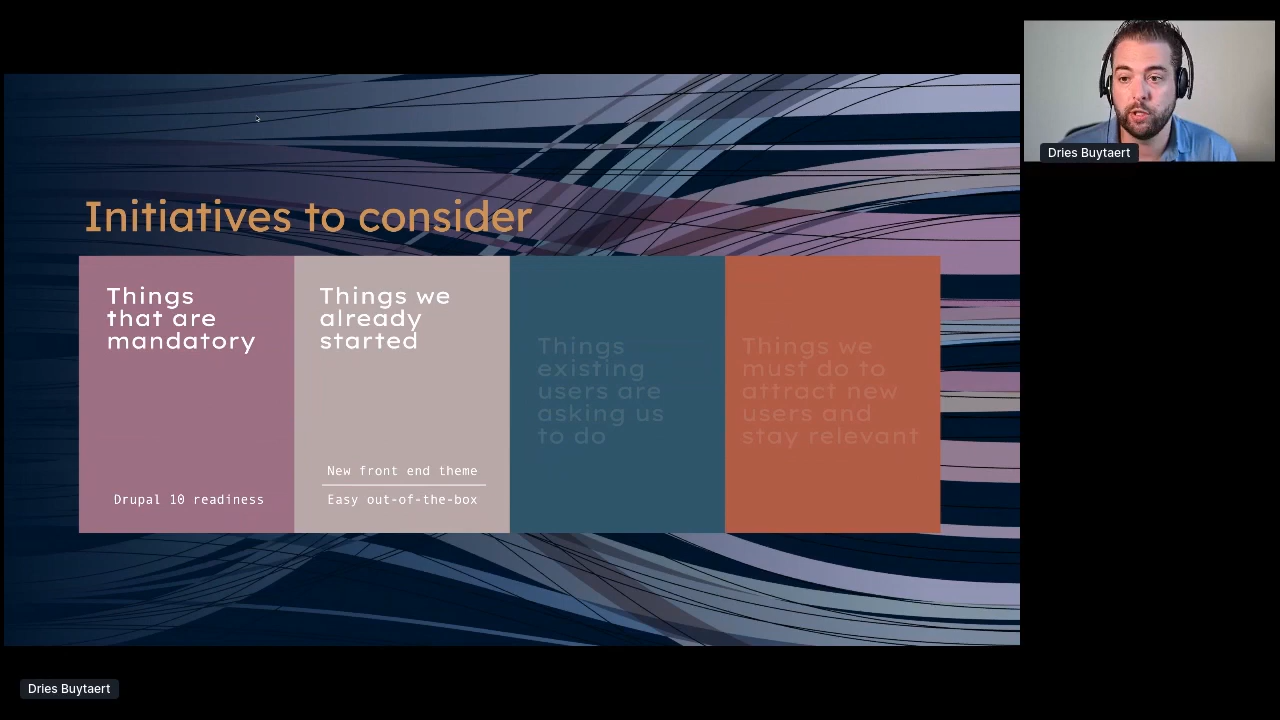 Initiatives to consider
Things
that are
mandatory
Drupal 10 readiness
Things we
already
started
New front end theme
Easy out-of-the-box
Things
existing
users are
asking us
to do
Things we
must do to
attract new
users and
stay relevant
Dries Buytaert
Dries Buytaert